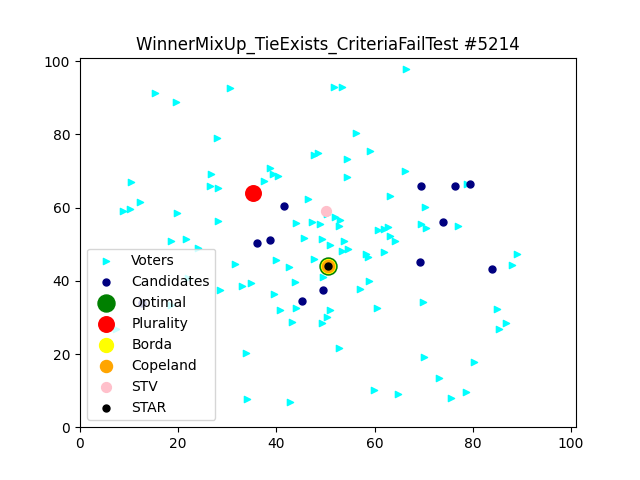 WinnerMixUp_TieExists_CriteriaFailTest #5214
100
80
60
40
20
0
Voters
Candidates
Optimal
Plurality
Borda
Copeland
STV
STAR
0 20 40 60 80 100